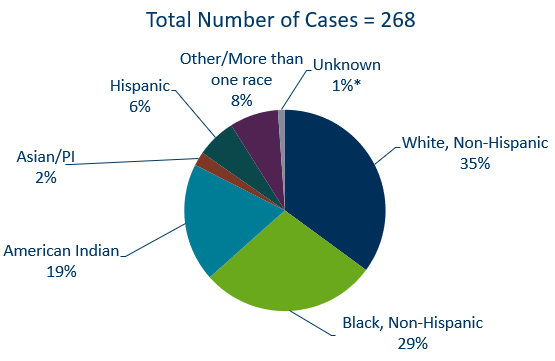 Total Number of Cases = 268
Other/More than
one race
8%
Unknown
1%*
Hispanic
6%
White, Non-Hispanic
35%
Asian/PI
2%
American Indian
19%
Black, Non-Hispanic
29%